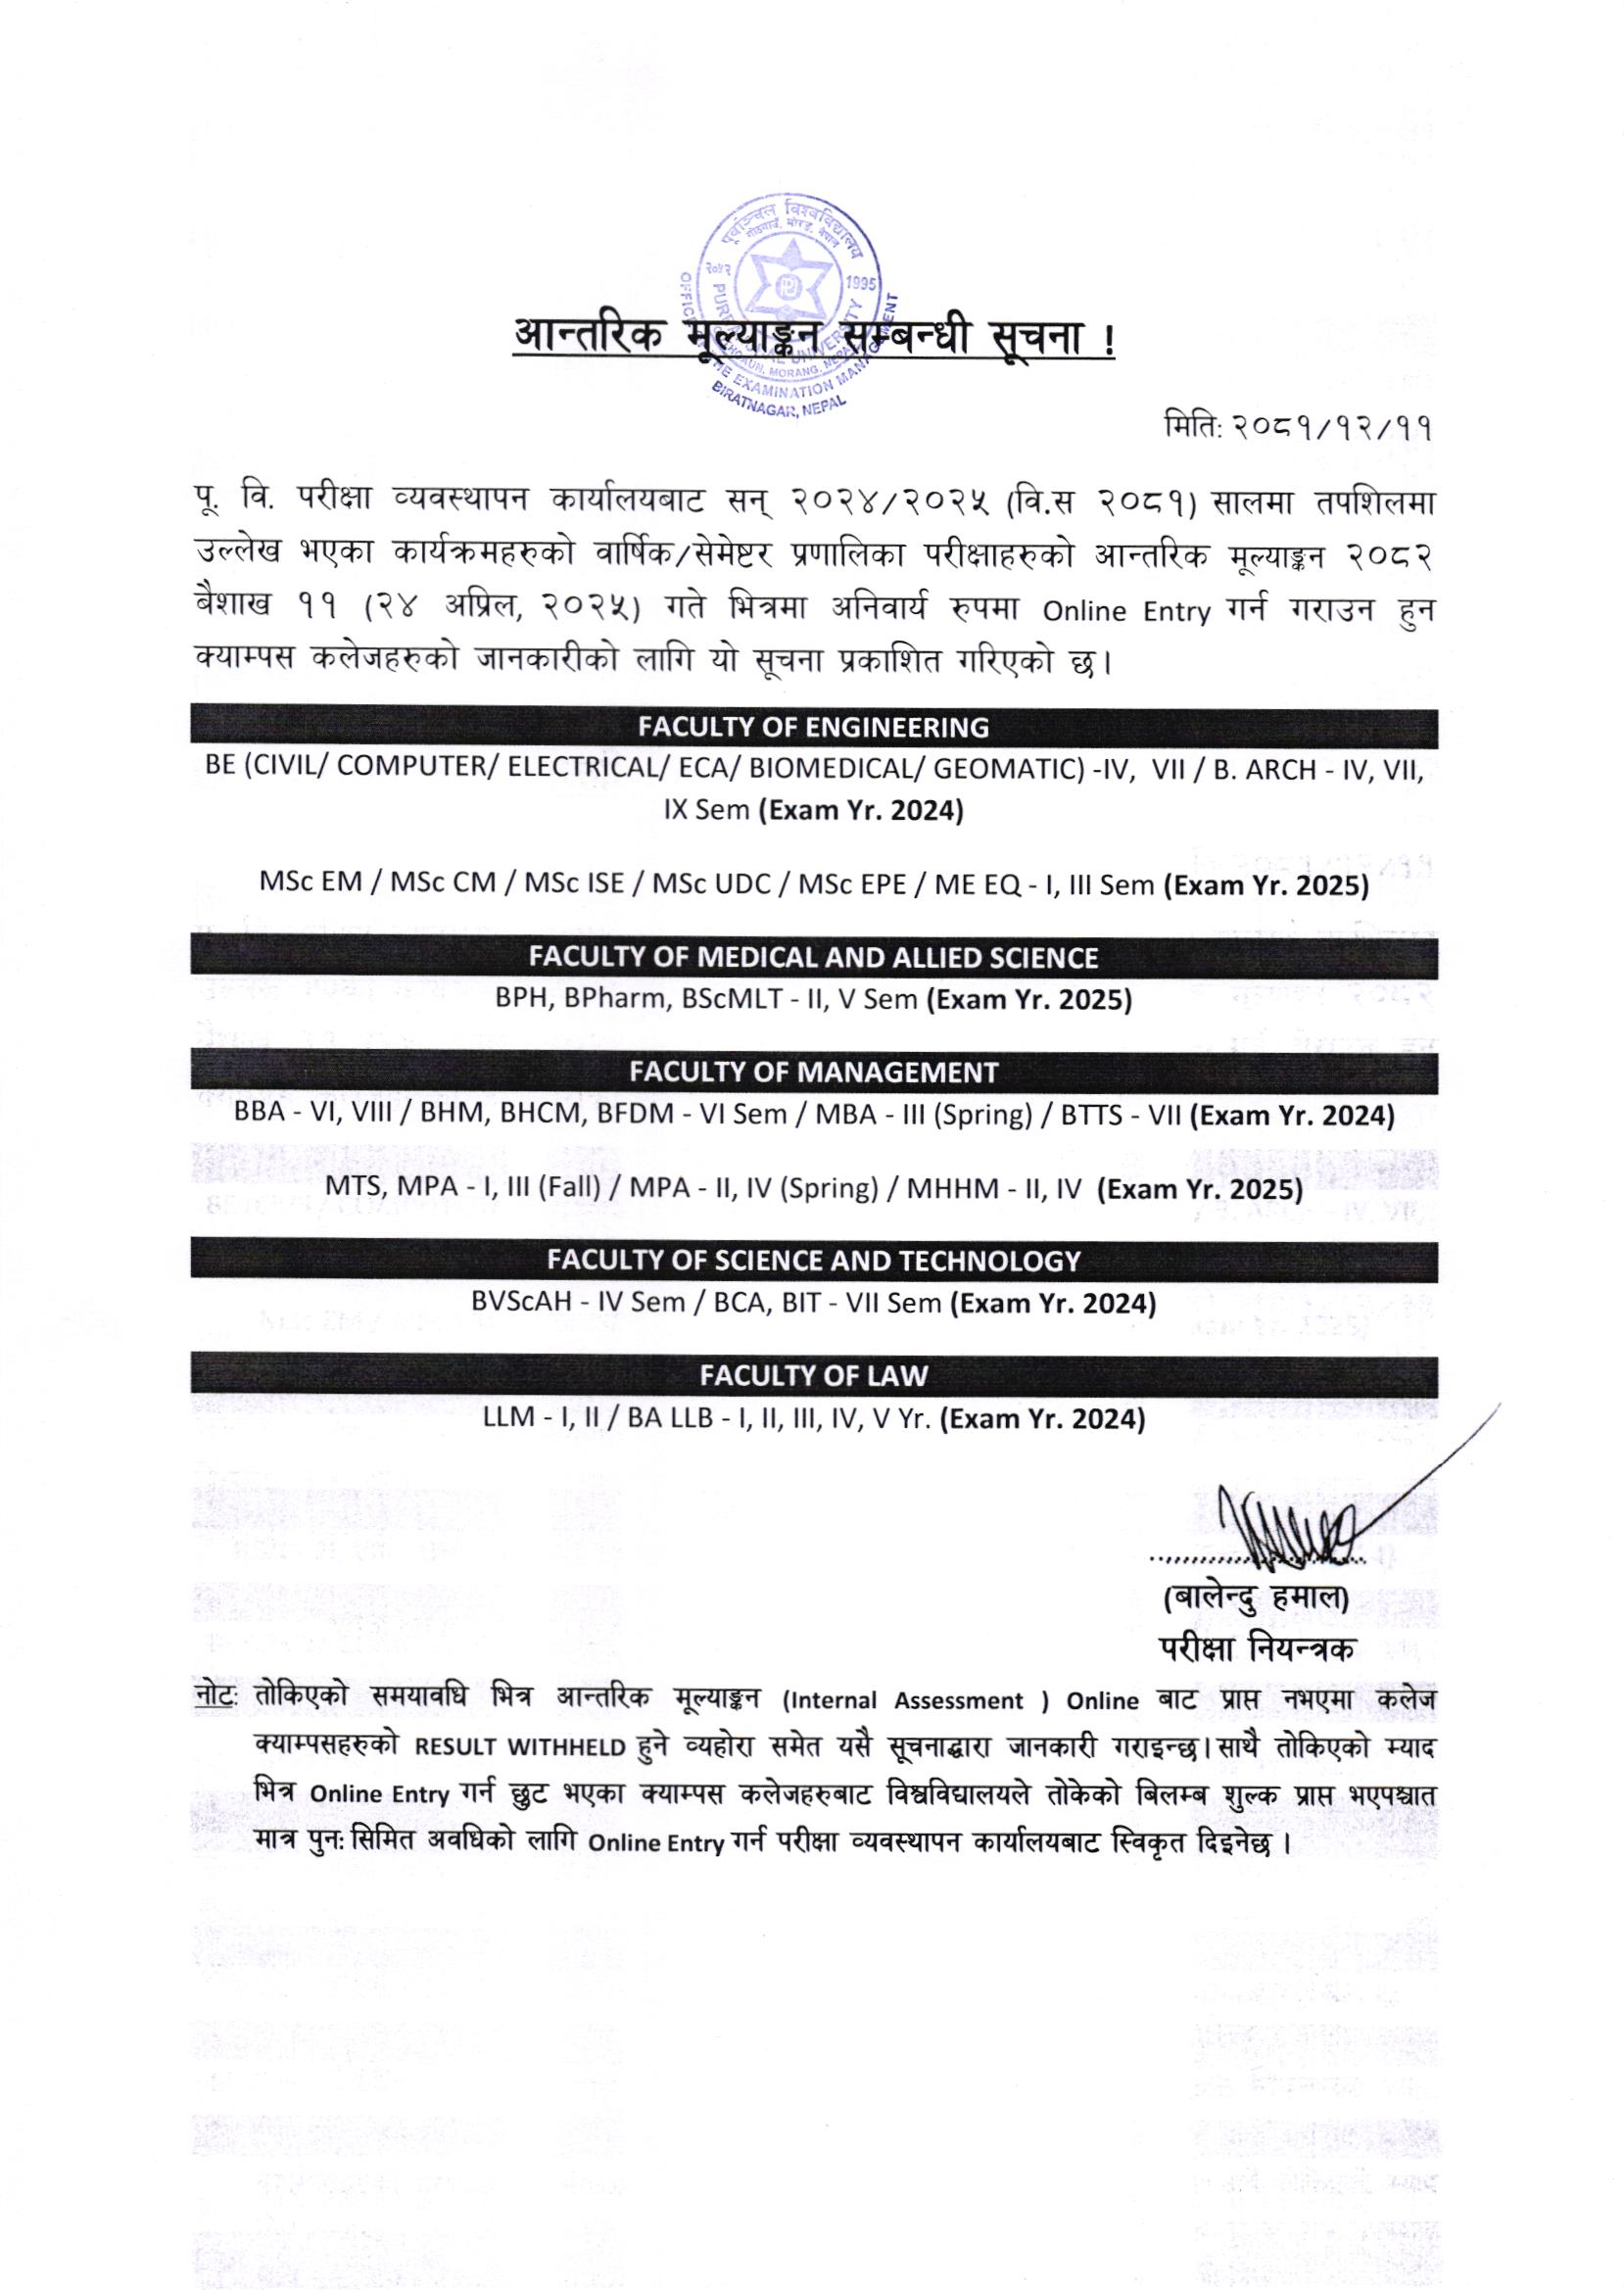 पूर्वाञ्चल विश्वविद्यालय
गोठगाउँ, मोरङ, नेपाल
२०५२
1995
PURBANCHAL UNIVERSITY
GOTHGAUN, MORANG, NEPAL
OFFICE OF THE EXAMINATION MANAGEMENT
BIRATNAGAR, NEPAL
आन्तरिक मूल्याङ्कन सम्बन्धी सूचना !
मिति: २०८१/१२/११
पू. वि. परीक्षा व्यवस्थापन कार्यालयबाट सन् २०२४/२०२५ (वि.स २०८१) सालमा तपशिलमा
उल्लेख भएका कार्यक्रमहरुको वार्षिक/सेमेष्टर प्रणालिका परीक्षाहरुको आन्तरिक मूल्याङ्कन २०८२
बैशाख ११ (२४ अप्रिल, २०२५) गते भित्रमा अनिवार्य रुपमा Online Entry गर्न गराउन हुन
क्याम्पस कलेजहरुको जानकारीको लागि यो सूचना प्रकाशित गरिएको छ।
FACULTY OF ENGINEERING
BE (CIVIL/ COMPUTER/ ELECTRICAL/ ECA/ BIOMEDICAL/ GEOMATIC) -IV, VII / B. ARCH - IV, VII,
IX Sem (Exam Yr. 2024)
MSc EM / MSc CM / MSc ISE / MSc UDC / MSc EPE / ME EQ - I, III Sem (Exam Yr. 2025)
FACULTY OF MEDICAL AND ALLIED SCIENCE
BPH, BPharm, BScMLT - II, V Sem (Exam Yr. 2025)
FACULTY OF MANAGEMENT
BBA - VI, VIII / BHM, BHCM, BFDM - VI Sem / MBA - III (Spring) / BTTS - VII (Exam Yr. 2024)
MTS, MPA - I, III (Fall) / MPA - II, IV (Spring) / MHHM - II, IV (Exam Yr. 2025)
FACULTY OF SCIENCE AND TECHNOLOGY
BVScAH - IV Sem / BCA, BIT - VII Sem (Exam Yr. 2024)
FACULTY OF LAW
LLM - I, II / BA LLB - I, II, III, IV, V Yr. (Exam Yr. 2024)
(बालेन्दु हमाल)
परीक्षा नियन्त्रक
नोट: तोकिएको समयावधि भित्र आन्तरिक मूल्याङ्कन (Internal Assessment ) Online बाट प्राप्त नभएमा कलेज
क्याम्पसहरुको RESULT WITHHELD हुने व्यहोरा समेत यसै सूचनाद्धारा जानकारी गराइन्छ। साथै तोकिएको म्याद
भित्र Online Entry गर्न छुट भएका क्याम्पस कलेजहरुबाट विश्वविद्यालयले तोकेको बिलम्ब शुल्क प्राप्त भएपश्चात
मात्र पुन: सिमित अवधिको लागि Online Entry गर्न परीक्षा व्यवस्थापन कार्यालयबाट स्विकृत दिइनेछ ।